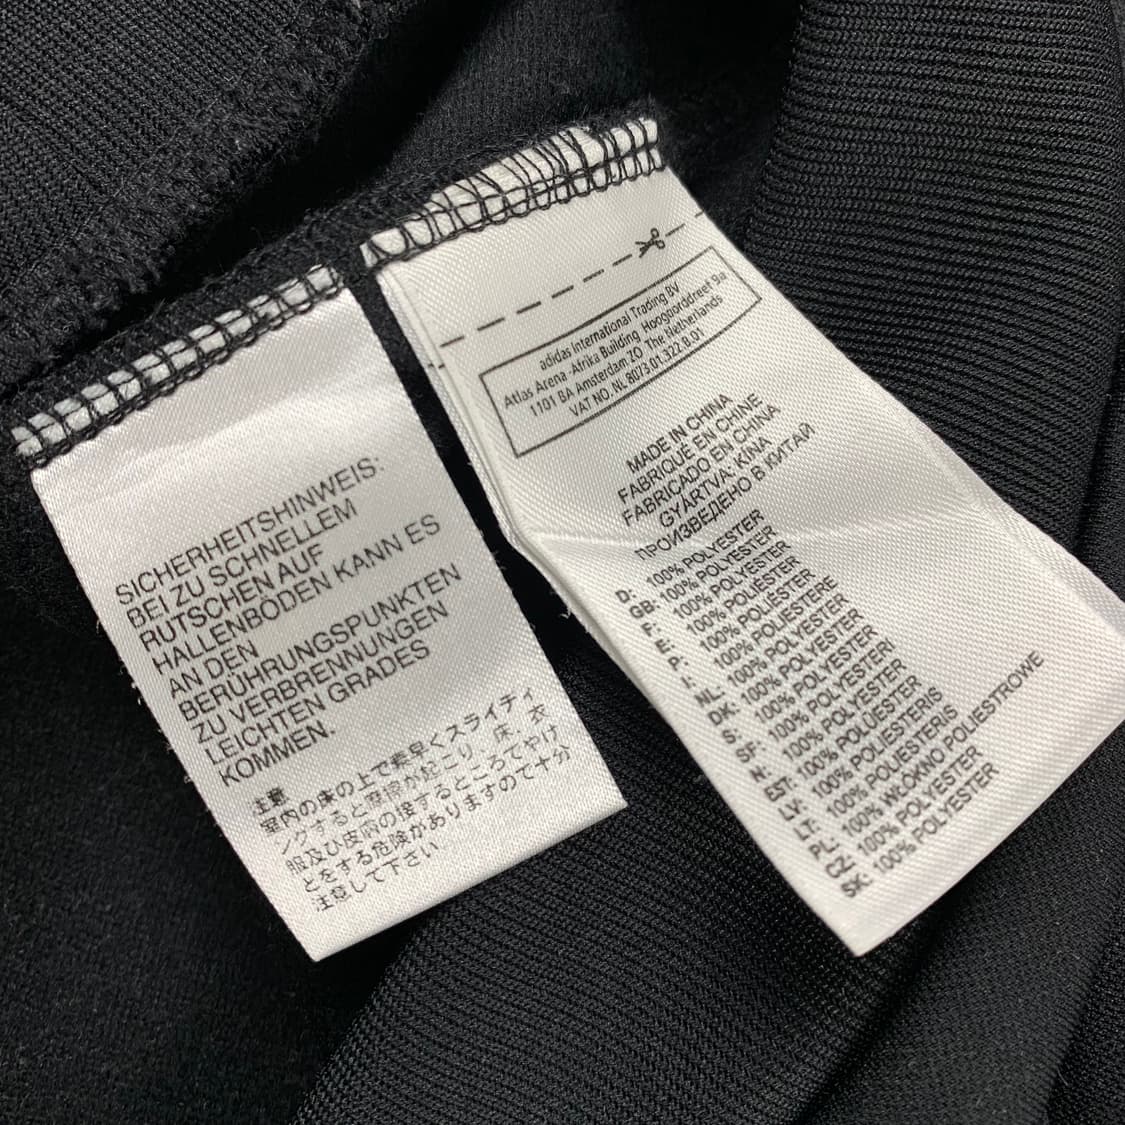 SICHERHEITSHINWEIS:
BEI ZU SCHNELLEM
RUTSCHEN AUF
HALLENBÖDEN KANN ES
AN DEN
BERÜHRUNGSPUNKTEN
ZU VERBRENNUNGEN
LEICHTEN GRADES
KOMMEN.
注意
室内の床の上で素早くスライディ
ングすると摩擦が起こり、床、衣
服及び皮膚の接するところでやけ
どをする危険がありますので十分
注意して下さい
adidas International Trading BV
Atlas Arena -Afrika Building Hoogoorddreef 9a
1101 BA Amsterdam ZO The Netherlands
VAT NO. NL 8073.01.322.B.01
MADE IN CHINA
FABRIQUÉ EN CHINE
FABRICADO EN CHINA
GYÁRTVA: KÍNA
ПРОИЗВЕДЕНО В КИТАЙ
D: 100% POLYESTER
GB: 100% POLYESTER
F: 100% POLYESTER
E: 100% POLIÉSTER
P: 100% POLIÉSTER
I: 100% POLIESTERE
NL: 100% POLYESTER
DK: 100% POLYESTER
S: 100% POLYESTER
SF: 100% POLYESTERI
N: 100% POLYESTER
EST: 100% POLÜESTER
LV: 100% POLIESTERIS
LT: 100% POLIESTERIS
PL: 100% WŁÓKNO POLIESTROWE
CZ: 100% POLYESTER
SK: 100% POLYESTER